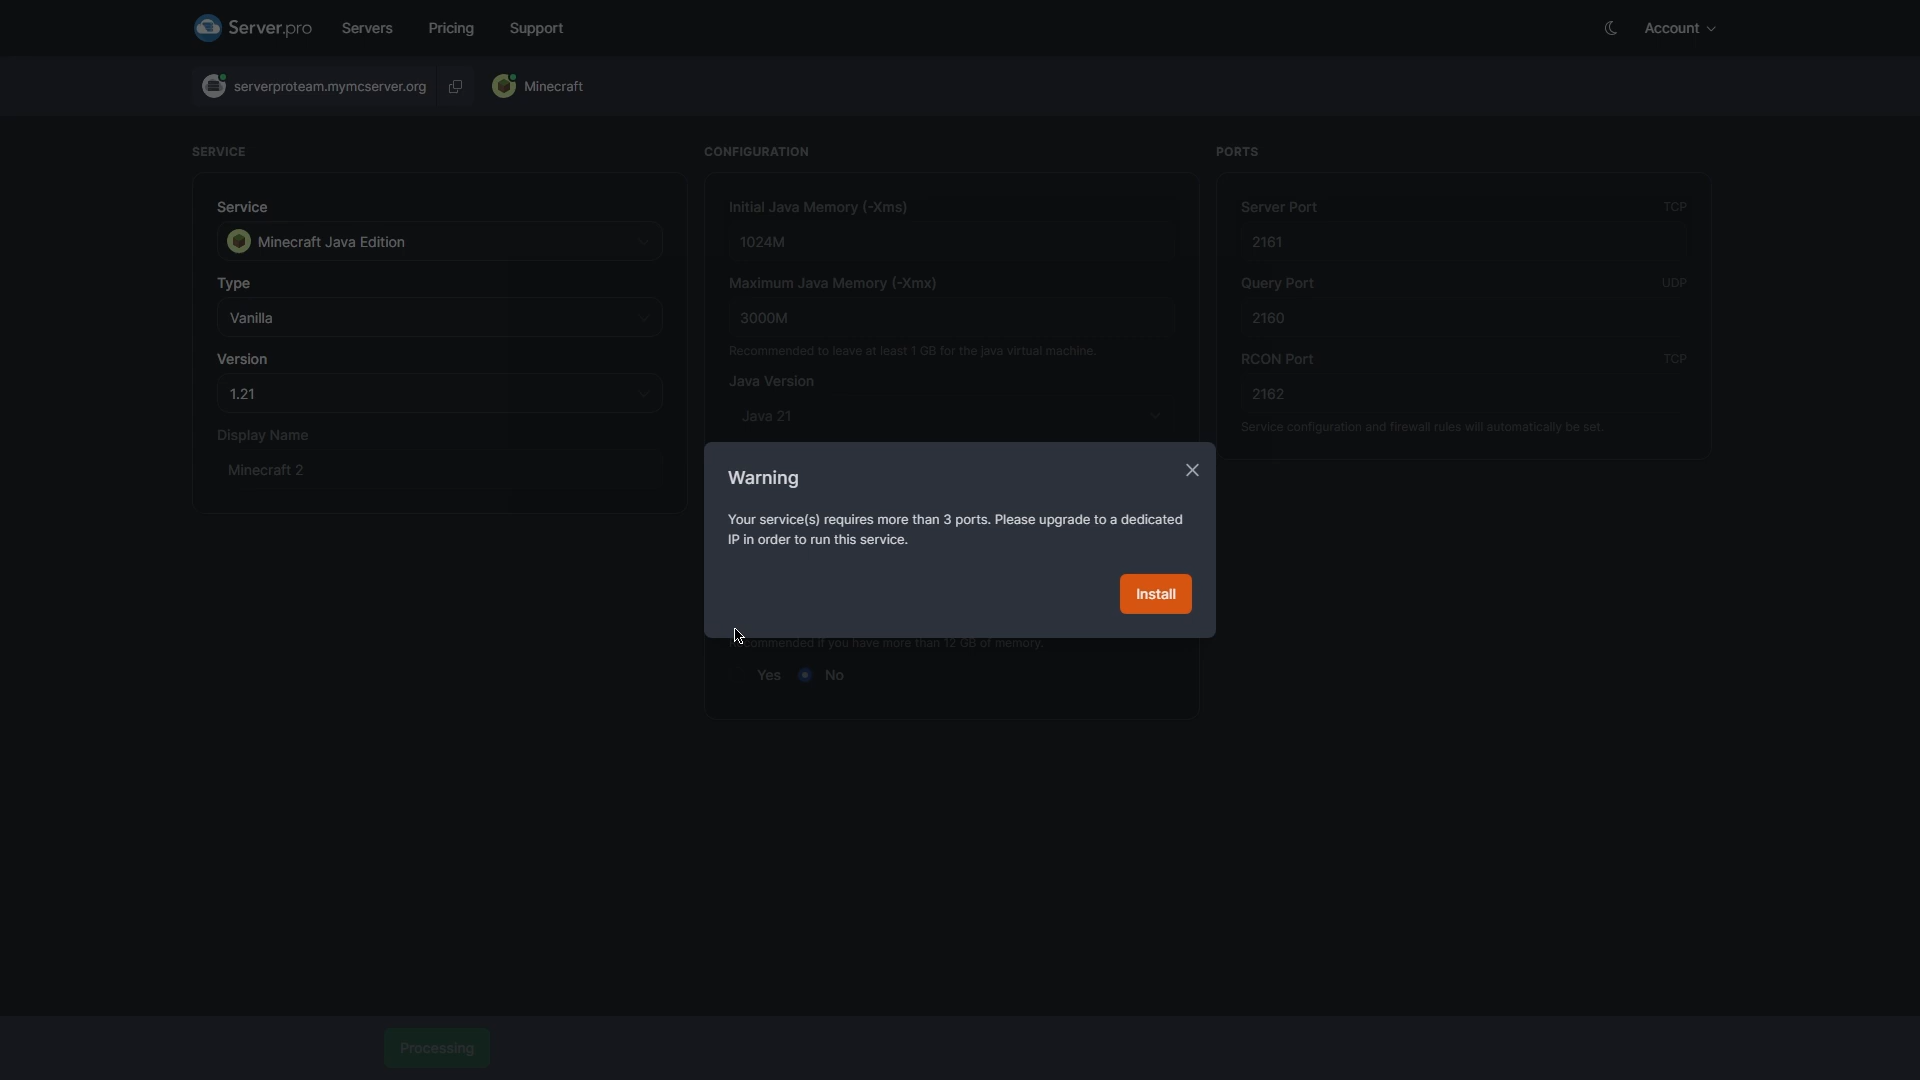 Server.pro
Servers
Pricing
Support
Account
serverproteam.mymcserver.org
Minecraft
SERVICE
Service
Minecraft Java Edition
Type
Vanilla
Version
1.21
Display Name
Minecraft 2
CONFIGURATION
Initial Java Memory (-Xms)
1024M
Maximum Java Memory (-Xmx)
3000M
Recommended to leave at least 1 GB for the java virtual machine.
Java Version
Java 21
PORTS
Server Port TCP
2161
Query Port UDP
2160
RCON Port TCP
2162
Service configuration and firewall rules will automatically be set.
Warning
Your service(s) requires more than 3 ports. Please upgrade to a dedicated
IP in order to run this service.
Install
Recommended if you have more than 12 GB of memory.
Yes No
Processing